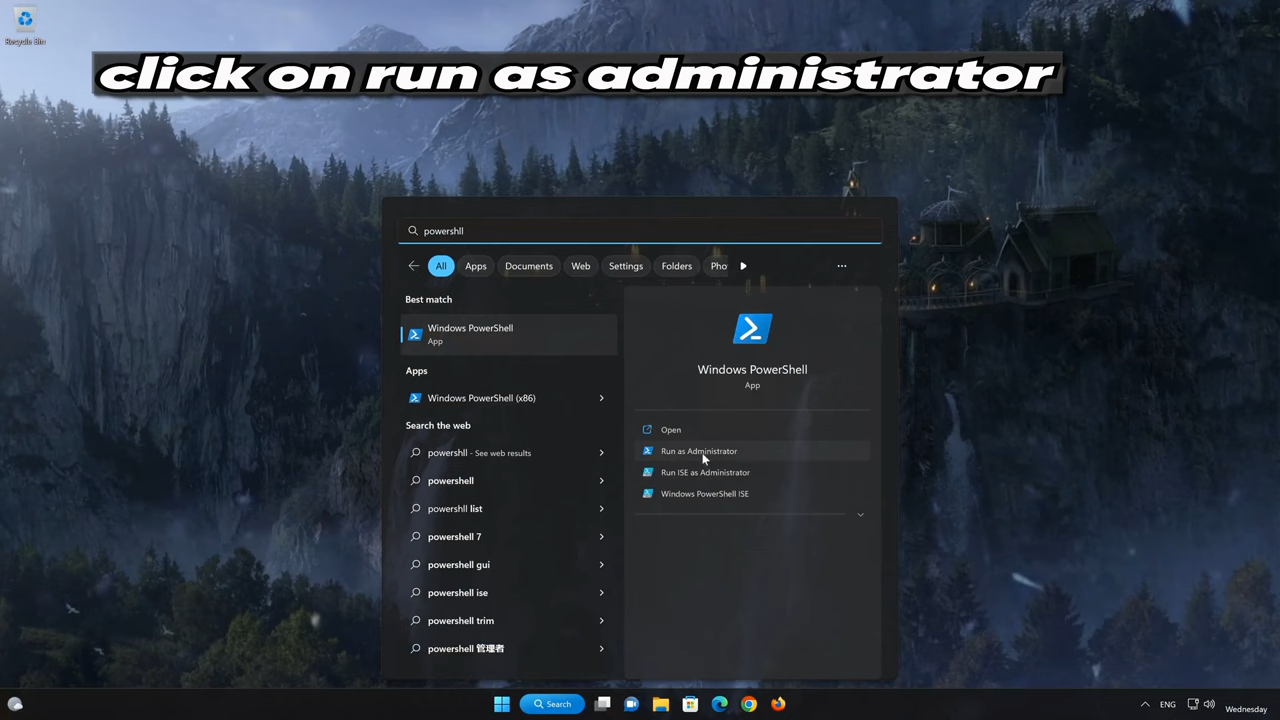 Recycle Bin
click on run as administrator
powershll
All Apps Documents Web Settings Folders Pho
Best match
Windows PowerShell
App
Apps
Windows PowerShell (x86)
Search the web
powershll - See web results
powershell
powershll list
powershell 7
powershell gui
powershell ise
powershell trim
powershell 管理者
Windows PowerShell
App
Open
Run as Administrator
Run ISE as Administrator
Windows PowerShell ISE
Search
ENG
Wednesday